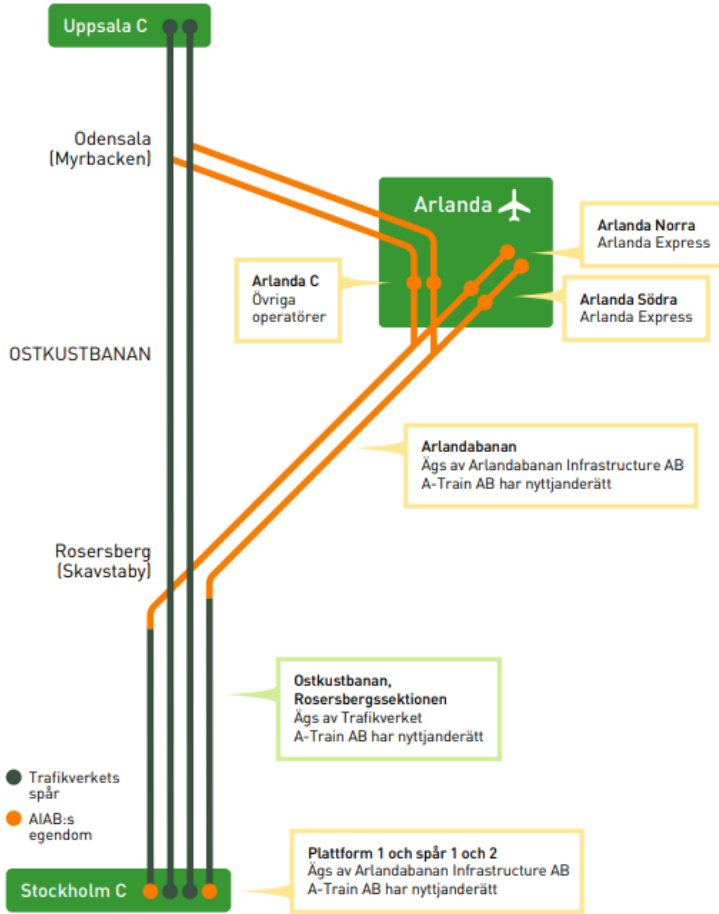 Uppsala C
Odensala
(Myrbacken)
Arlanda
Arlanda Norra
Arlanda Express
Arlanda C
Övriga
operatörer
Arlanda Södra
Arlanda Express
OSTKUSTBANAN
Arlandabanan
Ägs av Arlandabanan Infrastructure AB
A-Train AB har nyttjanderätt
Rosersberg
(Skavstaby)
Ostkustbanan,
Rosersbergssektionen
Ägs av Trafikverket
A-Train AB har nyttjanderätt
Trafikverkets
spår
AIAB:s
egendom
Plattform 1 och spår 1 och 2
Ägs av Arlandabanan Infrastructure AB
A-Train AB har nyttjanderätt
Stockholm C